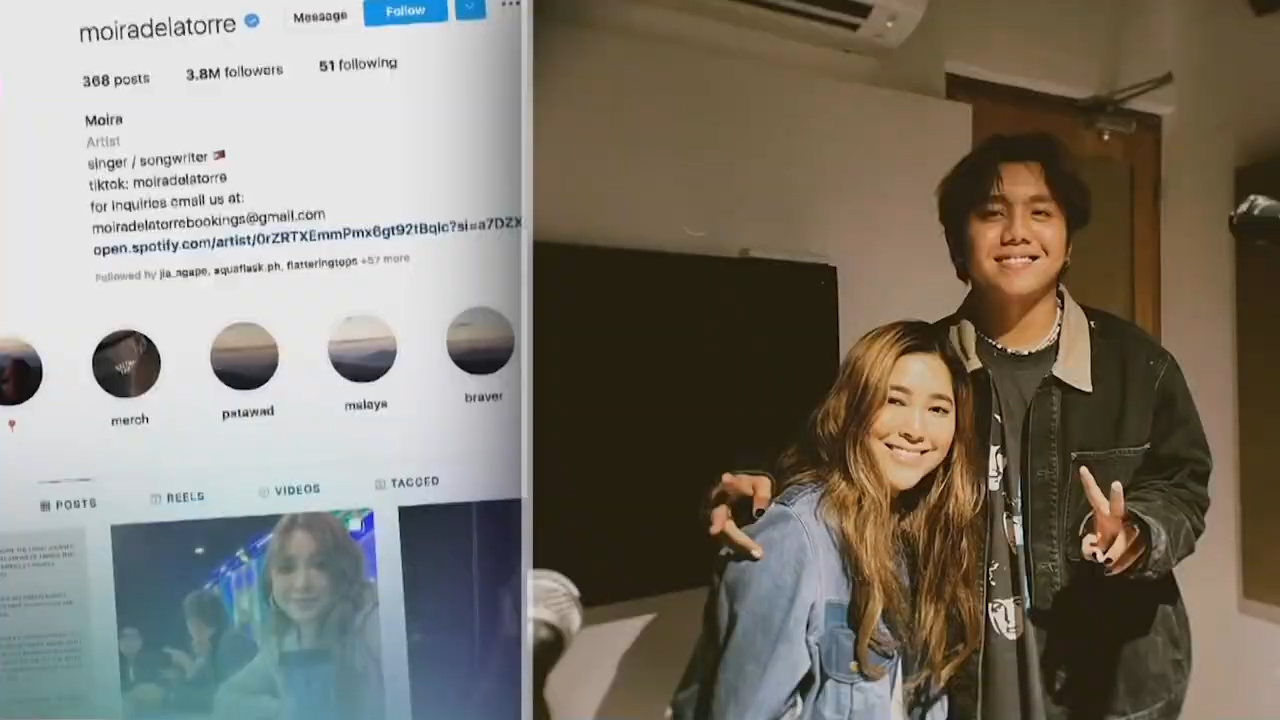 moiradelatorre
Message
Follow
368 posts
3.8M followers
51 following
Moira
Artist
singer / songwriter 🇵🇭
tiktok: moiradelatorre
for inquiries email us at:
moiradelatorrebookings@gmail.com
open.spotify.com/artist/0rZRTXEmmPmx6gt92tBqIc?si=a7DZX
Followed by jia_agape, aquaflask.ph, flatteringtops +57 more
merch
patawad
malaya
braver
POSTS
REELS
VIDEOS
TAGGED